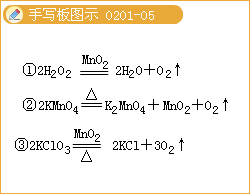 手写板图示 0201-05
①2H₂O₂ =(MnO₂)= 2H₂O+O₂↑
②2KMnO₄ =(△)= K₂MnO₄+MnO₂+O₂↑
③2KClO₃ =(MnO₂/△)= 2KCl+3O₂↑